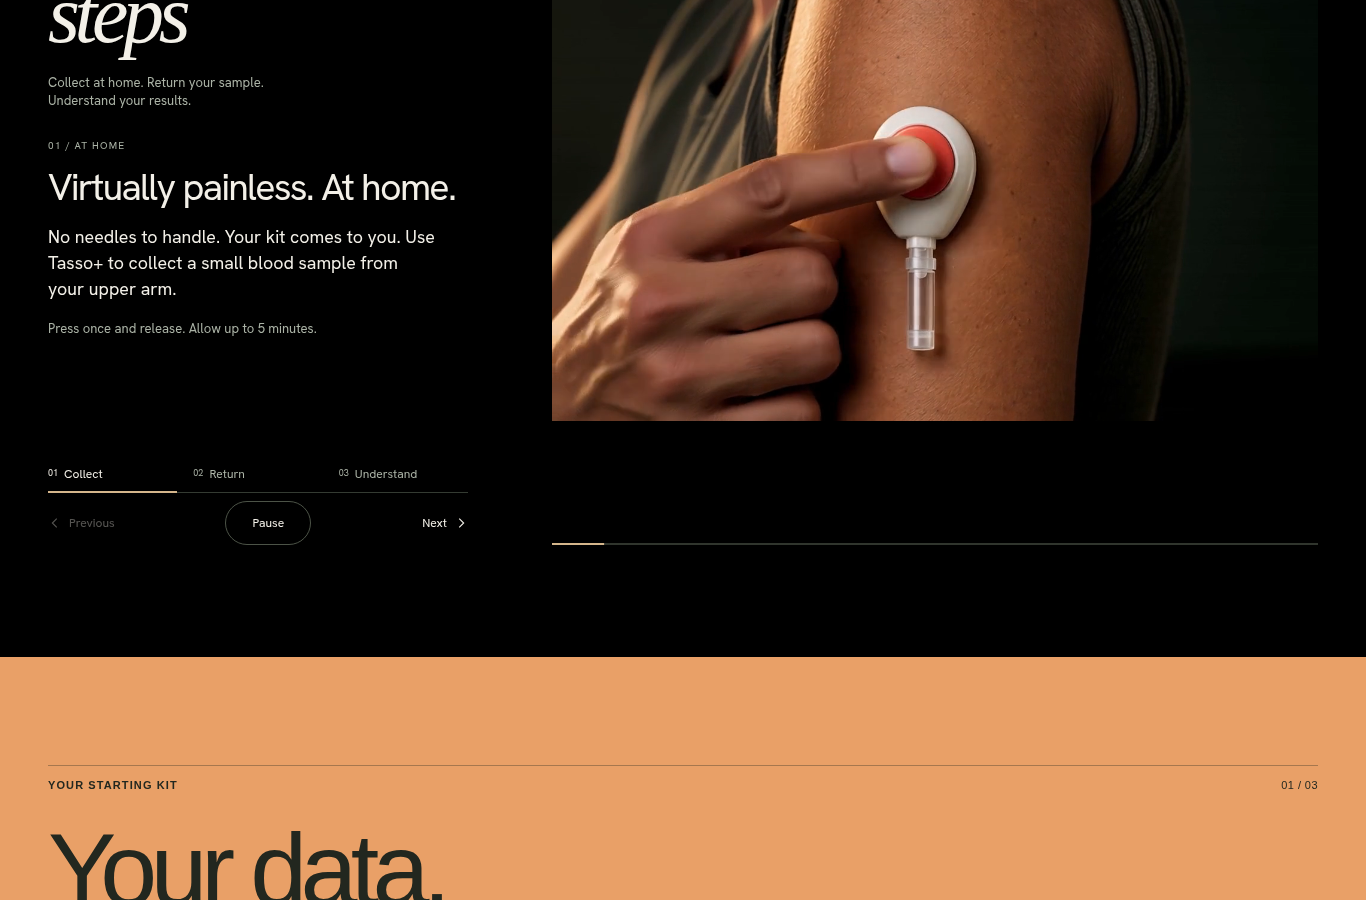 steps
Collect at home. Return your sample.
Understand your results.
01 / AT HOME
Virtually painless. At home.
No needles to handle. Your kit comes to you. Use
Tasso+ to collect a small blood sample from
your upper arm.
Press once and release. Allow up to 5 minutes.
01 Collect
02 Return
03 Understand
Previous
Pause
Next
YOUR STARTING KIT
01 / 03
Your data.